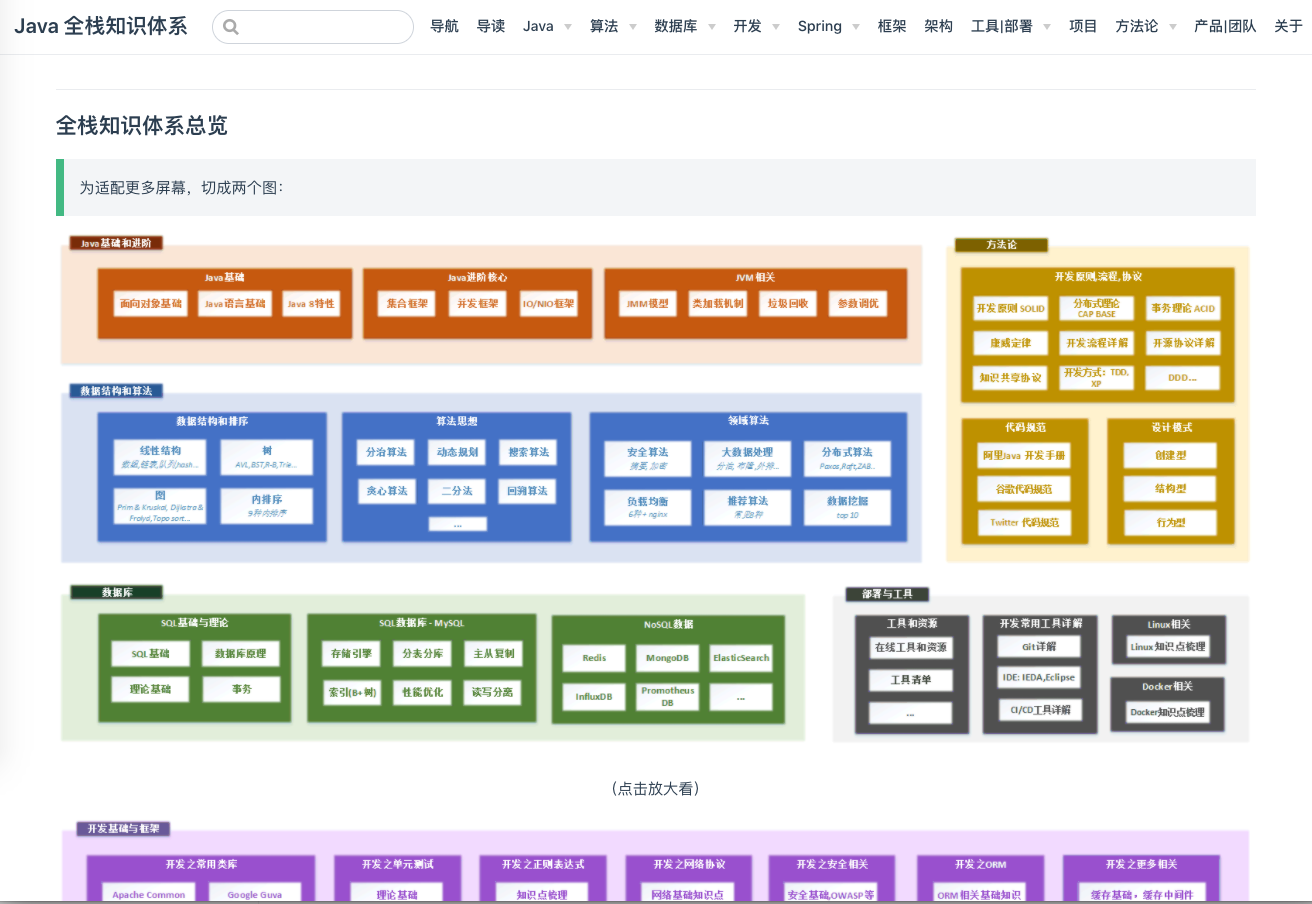 Java 全栈知识体系
导航 导读 Java 算法 数据库 开发 Spring 框架 架构 工具|部署 项目 方法论 产品|团队 关于
全栈知识体系总览
为适配更多屏幕，切成两个图：
Java基础和进阶
Java基础
面向对象基础 Java语言基础 Java 8特性
Java进阶核心
集合框架 并发框架 IO/NIO框架
JVM相关
JMM模型 类加载机制 垃圾回收 参数调优
方法论
开发原则,流程,协议
开发原则 SOLID
分布式理论
CAP BASE
事务理论 ACID
康威定律 开发流程详解 开源协议详解
知识共享协议
开发方式：TDD,
XP
DDD...
代码规范
阿里Java 开发手册
谷歌代码规范
Twitter 代码规范
设计模式
创建型
结构型
行为型
数据结构和算法
数据结构和排序
线性结构
数组,链表,队列hash...
树
AVL,BST,R-B,Trie...
图
Prim & Kruskal, Dijkstra &
Frolyd,Topo sort...
内排序
9种内排序
算法思想
分治算法 动态规划 搜索算法
贪心算法 二分法 回溯算法
...
领域算法
安全算法
摘要, 加密
大数据处理
分治, 布隆,外排...
分布式算法
Paxos,Raft,ZAB..
负载均衡
6种+ nginx
推荐算法
常见8种
数据挖掘
top 10
数据库
SQL基础与理论
SQL基础 数据库原理
理论基础 事务
SQL数据库 - MySQL
存储引擎 分表分库 主从复制
索引(B+树) 性能优化 读写分离
NoSQL数据
Redis MongoDB ElasticSearch
InfluxDB
Prometheus
DB
...
部署与工具
工具和资源
在线工具和资源
工具清单
...
开发常用工具详解
Git详解
IDE: IEDA,Eclipse
CI/CD工具详解
Linux相关
Linux知识点梳理
Docker相关
Docker知识点梳理
(点击放大看)
开发基础与框架
开发之常用类库
Apache Common Google Guva
开发之单元测试
理论基础
开发之正则表达式
知识点梳理
开发之网络协议
网络基础知识点
开发之安全相关
安全基础,OWASP等
开发之ORM
ORM相关基础知识
开发之更多相关
缓存基础，缓存中间件